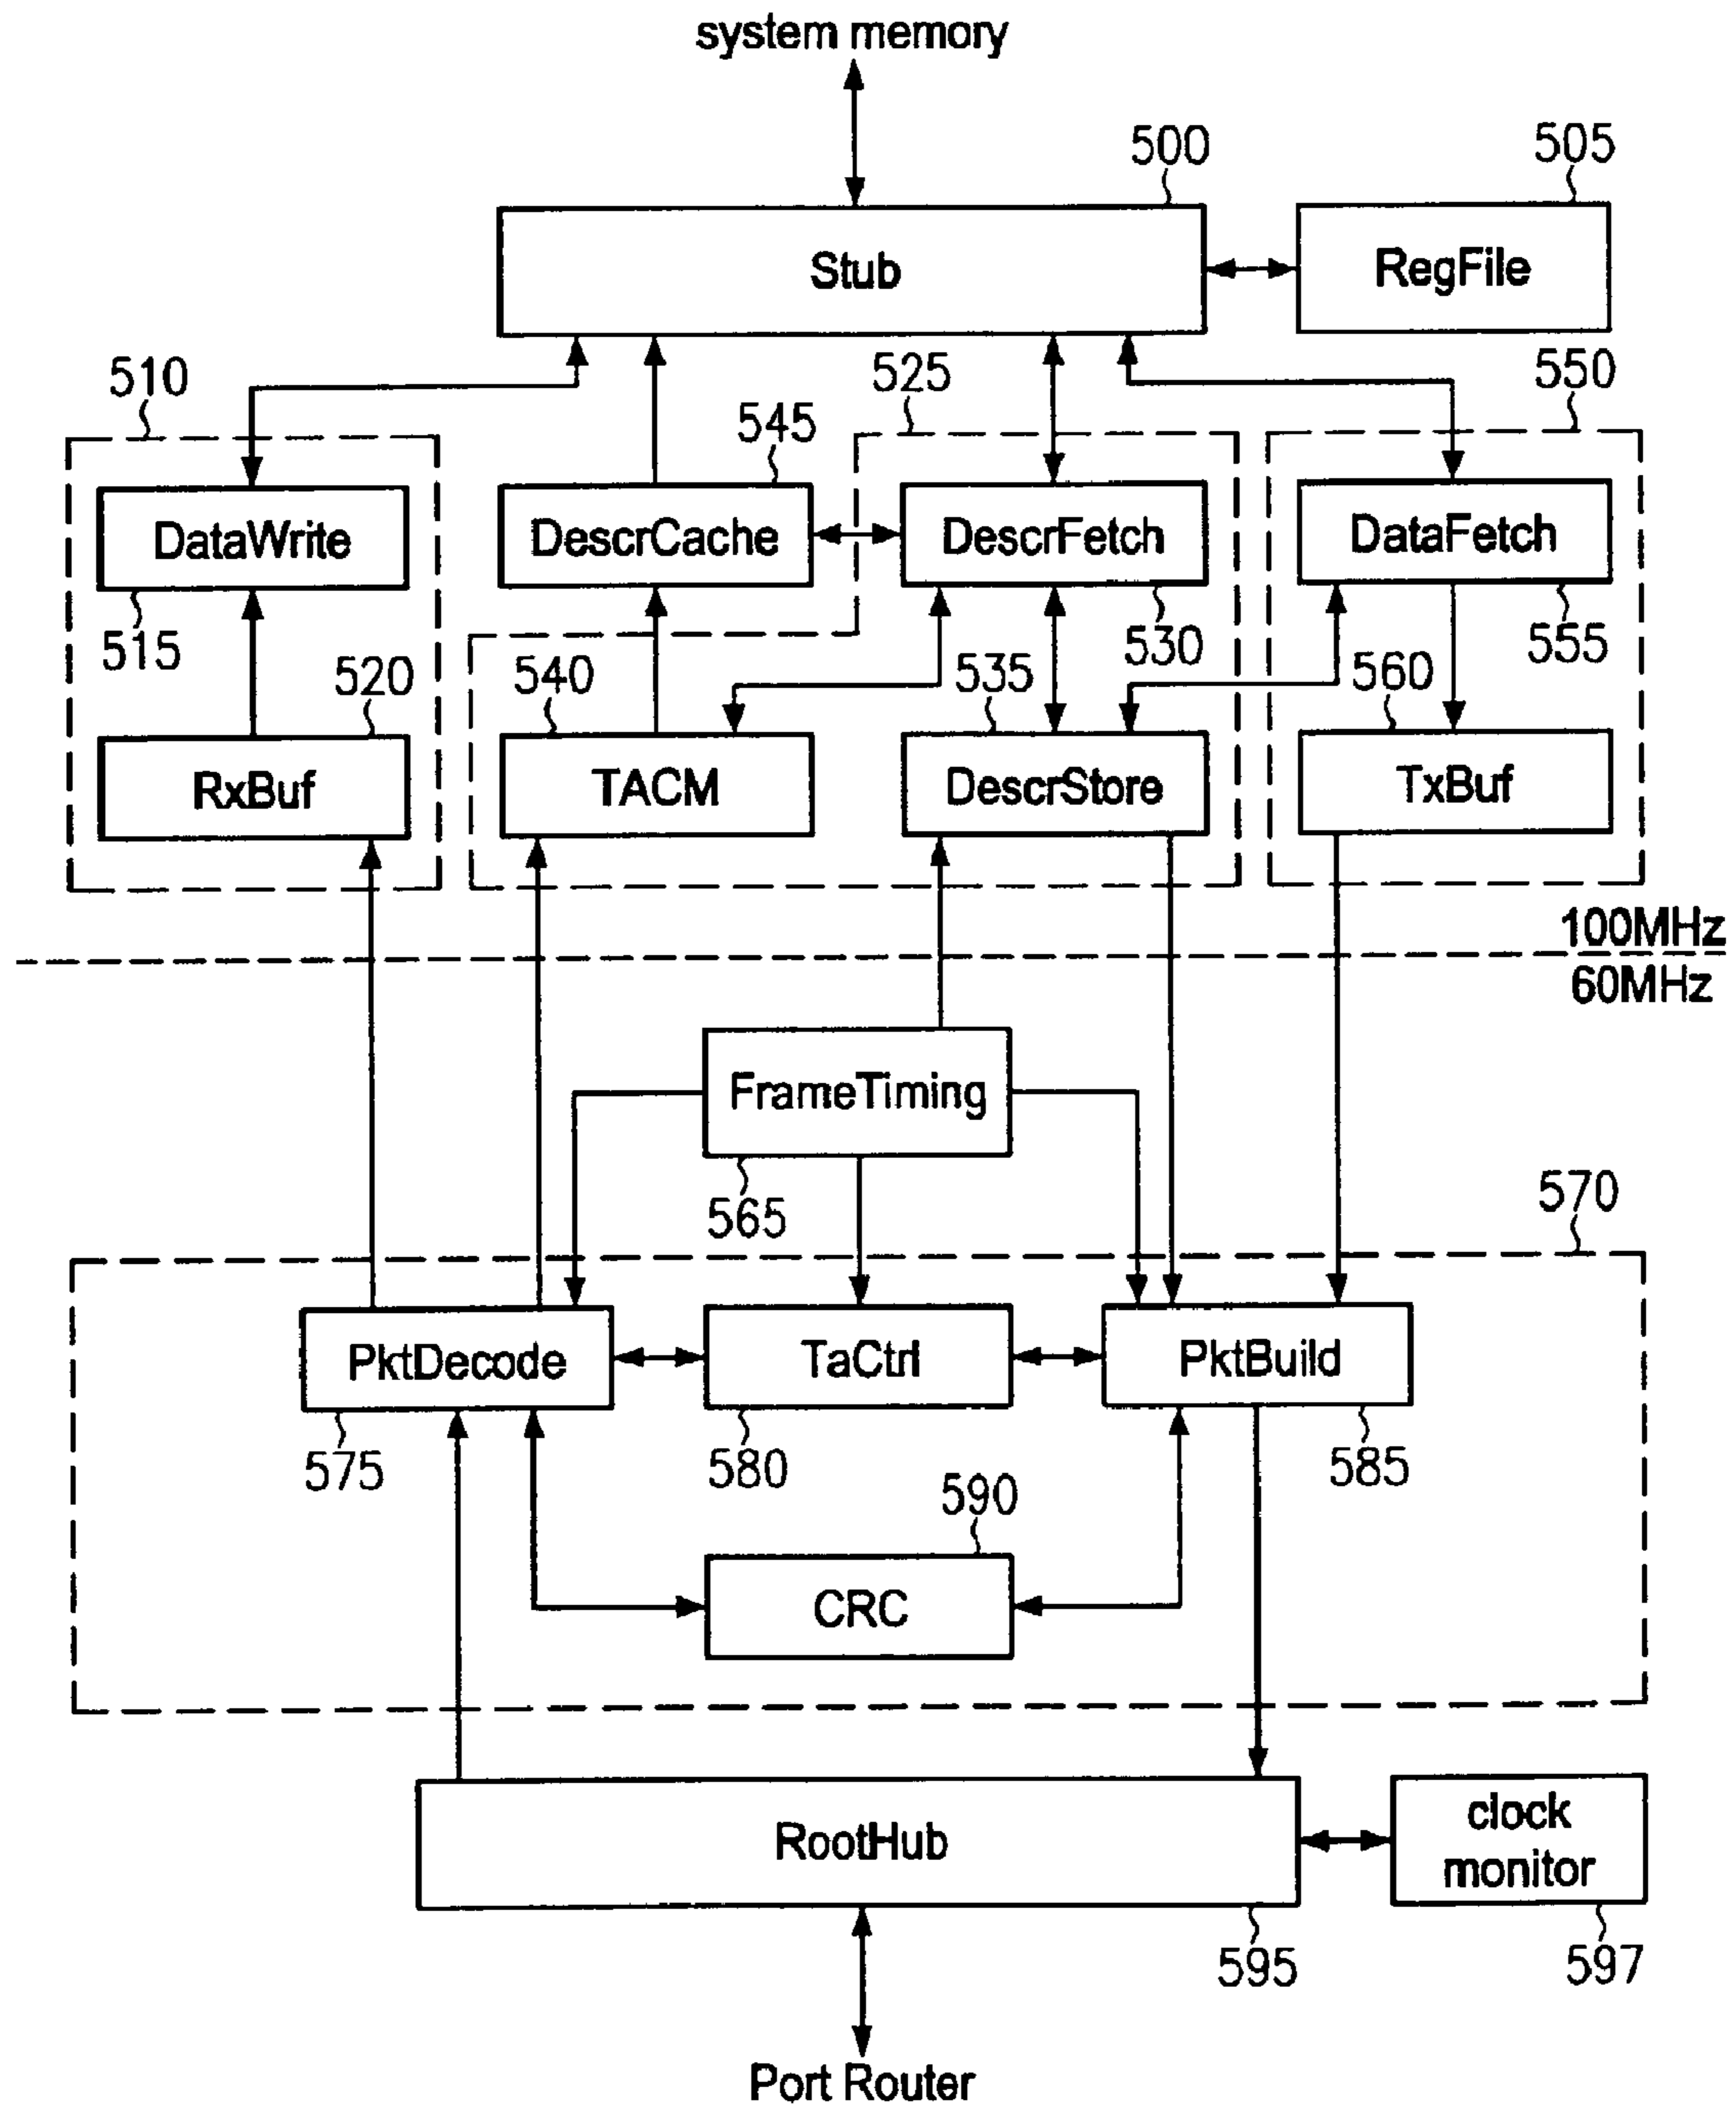 system memory
500
505
Stub
RegFile
510
525
550
545
DataWrite
DescrCache
DescrFetch
DataFetch
515
530
555
520
540
535
560
RxBuf
TACM
DescrStore
TxBuf
100MHz
60MHz
FrameTiming
565
570
PktDecode
TaCtrl
PktBuild
575
580
585
590
CRC
RootHub
clock
monitor
595
597
Port Router